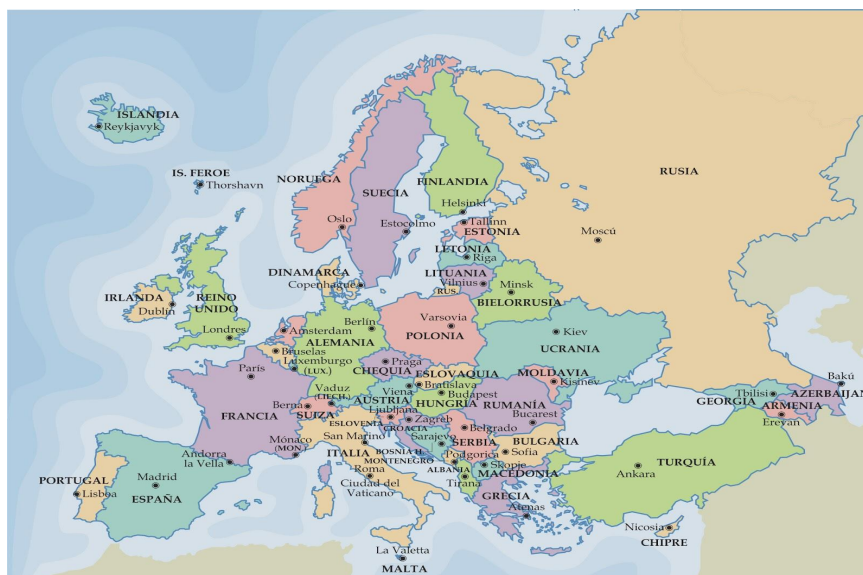 ISLANDIA
Reykjavyk
IS. FEROE
Thorshavn
NORUEGA
SUECIA
FINLANDIA
RUSIA
Helsinki
Oslo
Estocolmo
Tallinn
ESTONIA
Moscú
LETONIA
Riga
DINAMARCA
Copenhague
LITUANIA
Vilnius
RUS.
Minsk
BIELORRUSIA
IRLANDA
Dublín
REINO
UNIDO
Londres
Amsterdam
Berlín
ALEMANIA
Varsovia
POLONIA
Kiev
UCRANIA
Bruselas
Luxemburgo
(LUX.)
París
Praga
CHEQUIA
ESLOVAQUIA
Bratislava
Viena
AUSTRIA
Budapest
HUNGRÍA
MOLDAVIA
Kisinev
Vaduz
(LIECH.)
Berna
SUIZA
FRANCIA
Ljubljana
ESLOVENIA
Zagreb
CROACIA
RUMANÍA
Bucarest
Belgrado
SERBIA
BULGARIA
Sofia
GEORGIA
Tbilisi
ARMENIA
Ereván
Bakú
AZERBAIJAN
Mónaco
(MON.)
San Marino
ITALIA
Sarajevo
BOSNIA H.
MONTENEGRO
Podgorica
Skopje
MACEDONIA
ALBANIA
Tirana
Andorra
la Vella
PORTUGAL
Lisboa
Madrid
ESPAÑA
Roma
Ciudad del
Vaticano
GRECIA
Atenas
Ankara
TURQUÍA
Nicosia
CHIPRE
La Valetta
MALTA